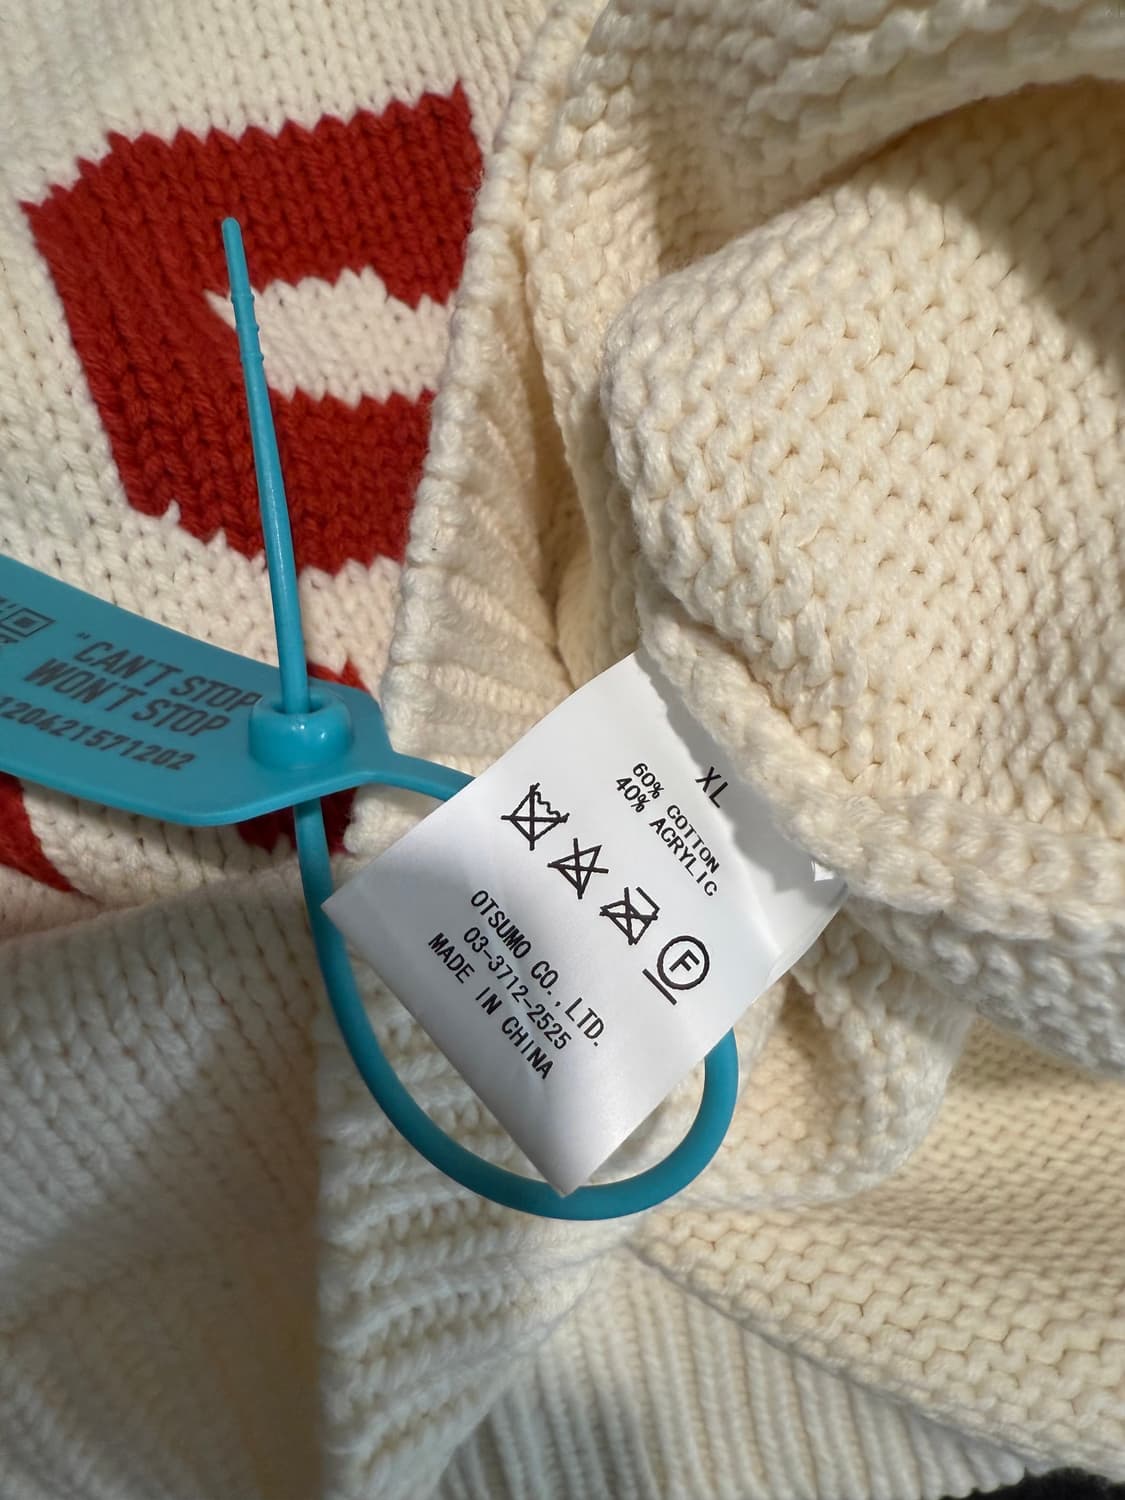 "CAN'T STOP
WON'T STOP
120421571202
XL
60% COTTON
40% ACRYLIC
F
OTSUMO CO., LTD.
03-3712-2525
MADE IN CHINA